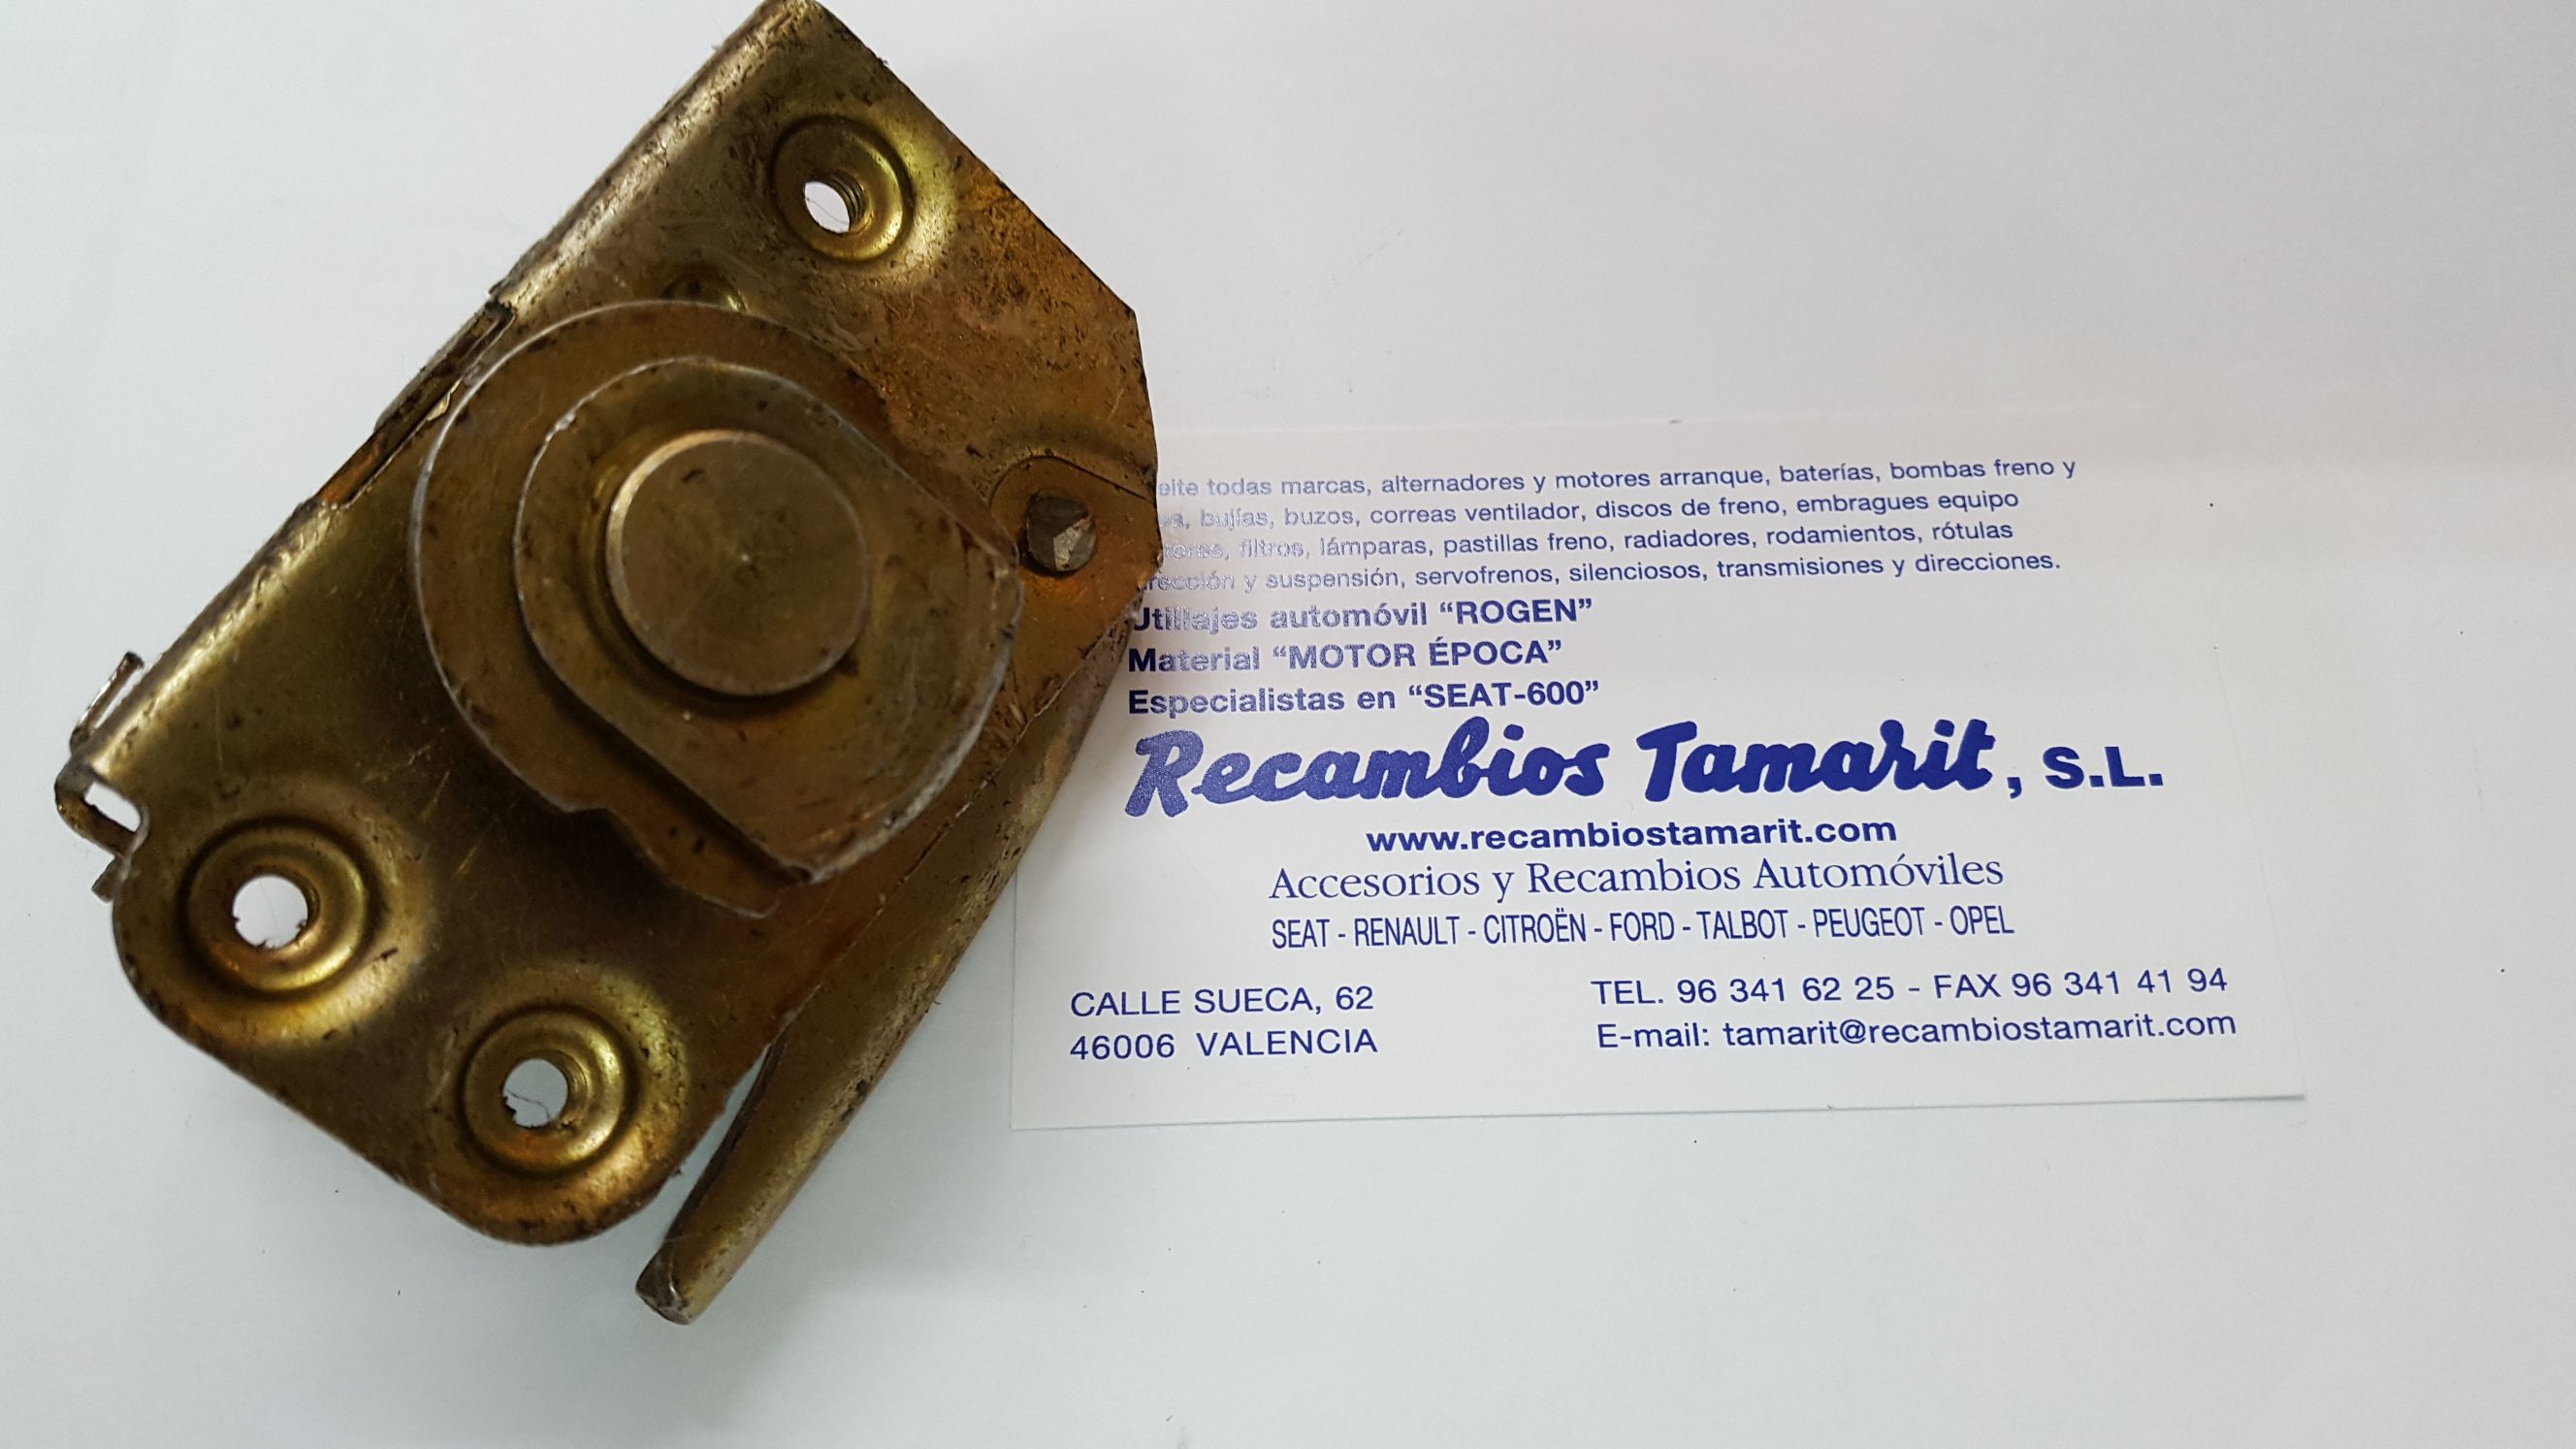 todas marcas, alternadores y motores arranque, baterías, bombas freno y
bujías, buzos, correas ventilador, discos de freno, embragues equipo
filtros, lámparas, pastillas freno, radiadores, rodamientos, rótulas
y suspensión, servofrenos, silenciosos, transmisiones y direcciones.
Utillajes automóvil “ROGEN”
Material “MOTOR ÉPOCA”
Especialistas en “SEAT-600”
Recambios Tamarit, S.L.
www.recambiostamarit.com
Accesorios y Recambios Automóviles
SEAT - RENAULT - CITROËN - FORD - TALBOT - PEUGEOT - OPEL
CALLE SUECA, 62
46006 VALENCIA
TEL. 96 341 62 25 - FAX 96 341 41 94
E-mail: tamarit@recambiostamarit.com